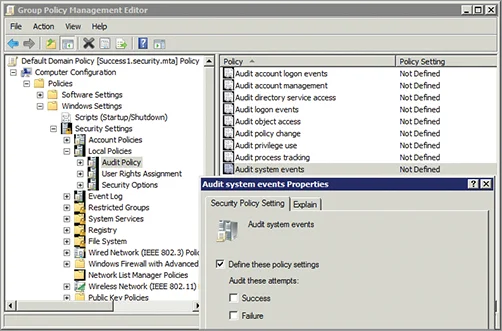 Group Policy Management Editor
File Action View Help
Default Domain Policy [Success1.security.mta] Policy
Computer Configuration
Policies
Software Settings
Windows Settings
Scripts (Startup/Shutdown)
Security Settings
Account Policies
Local Policies
Audit Policy
User Rights Assignment
Security Options
Event Log
Restricted Groups
System Services
Registry
File System
Wired Network (IEEE 802.3) Policie
Windows Firewall with Advanced
Network List Manager Policies
Wireless Network (IEEE 802.11) P
Public Key Policies
Policy Policy Setting
Audit account logon events Not Defined
Audit account management Not Defined
Audit directory service access Not Defined
Audit logon events Not Defined
Audit object access Not Defined
Audit policy change Not Defined
Audit privilege use Not Defined
Audit process tracking Not Defined
Audit system events Not Defined
Audit system events Properties
Security Policy Setting Explain
Audit system events
Define these policy settings
Audit these attempts:
Success
Failure